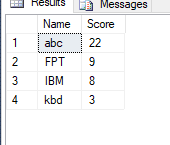 Results Messages
Name Score
1 abc 22
2 FPT 9
3 IBM 8
4 kbd 3